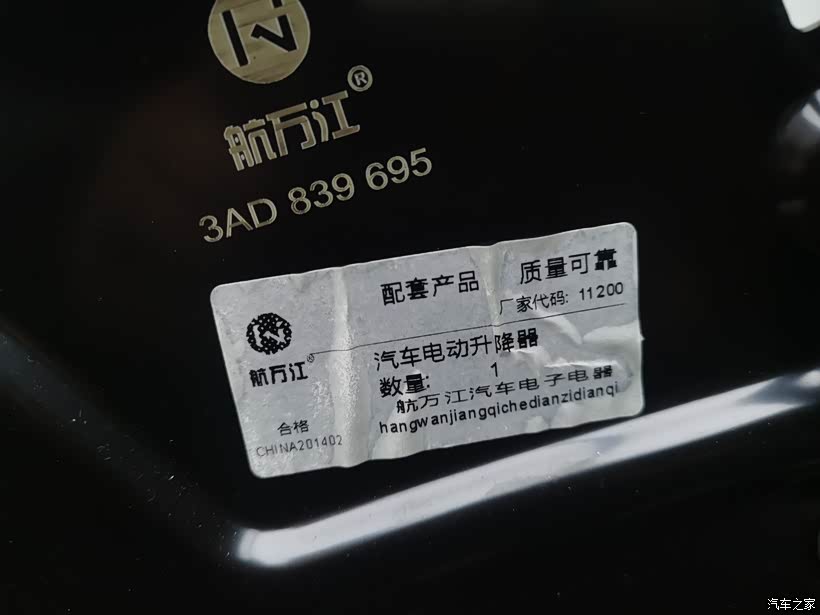 航万江®
3AD 839 695
配套产品 质量可靠
厂家代码: 11200
航万江®
汽车电动升降器
数量: 1
航万江汽车电子电器
hangwanjiangqichedianzidianqi
合格
CHINA201402
汽车之家